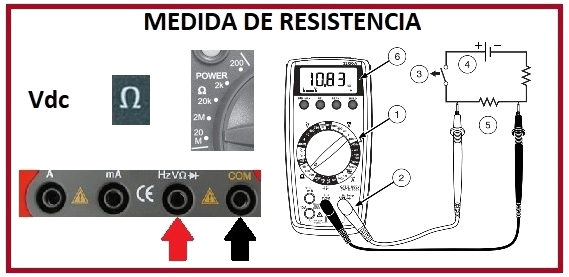 MEDIDA DE RESISTENCIA
Vdc
Ω
POWER
Ω
200
2k
20k
2M
20
M
A
mA
CE
HzVΩ
COM
10.83
1
2
3
4
5
6
+
−